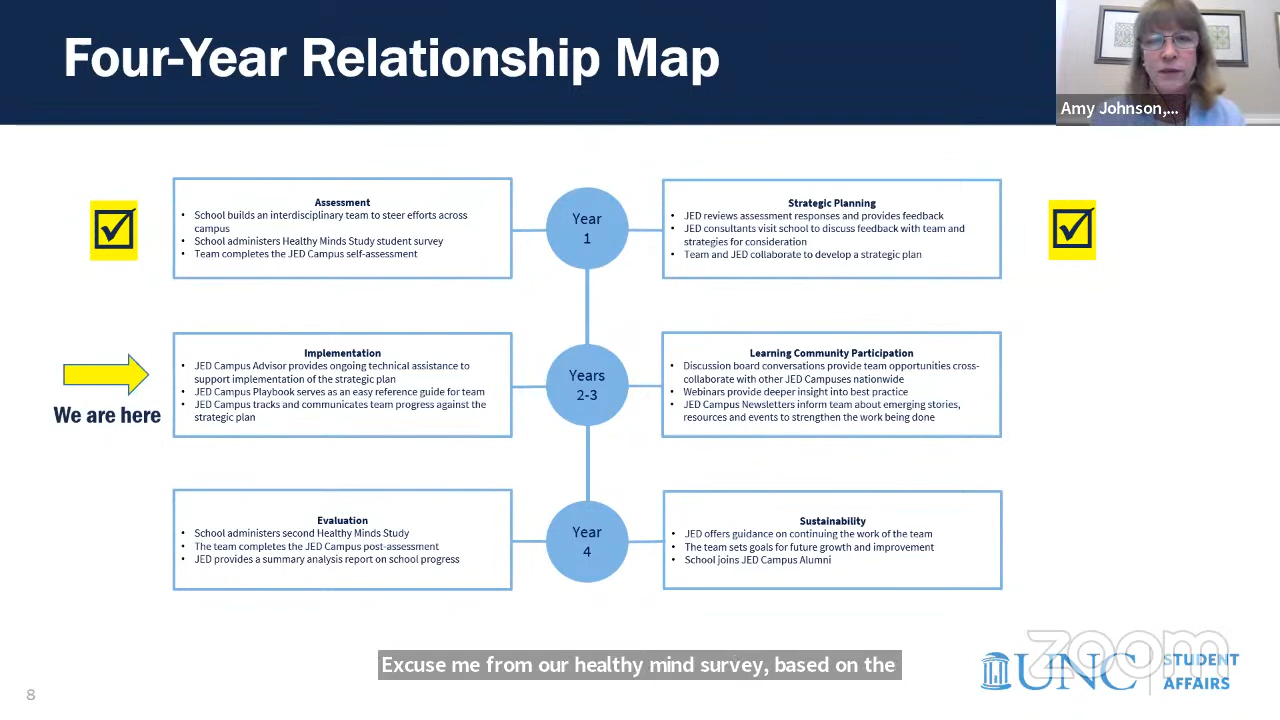 Four-Year Relationship Map
Amy Johnson,...
Assessment
• School builds an interdisciplinary team to steer efforts across
campus
• School administers Healthy Minds Study student survey
• Team completes the JED Campus self-assessment
Year
1
Strategic Planning
• JED reviews assessment responses and provides feedback
• JED consultants visit school to discuss feedback with team and
strategies for consideration
• Team and JED collaborate to develop a strategic plan
We are here
Implementation
• JED Campus Advisor provides ongoing technical assistance to
support implementation of the strategic plan
• JED Campus Playbook serves as an easy reference guide for team
• JED Campus tracks and communicates team progress against the
strategic plan
Years
2-3
Learning Community Participation
• Discussion board conversations provide team opportunities cross-
collaborate with other JED Campuses nationwide
• Webinars provide deeper insight into best practice
• JED Campus Newsletters inform team about emerging stories,
resources and events to strengthen the work being done
Evaluation
• School administers second Healthy Minds Study
• The team completes the JED Campus post-assessment
• JED provides a summary analysis report on school progress
Year
4
Sustainability
• JED offers guidance on continuing the work of the team
• The team sets goals for future growth and improvement
• School joins JED Campus Alumni
Excuse me from our healthy mind survey, based on the
zoom
UNC
STUDENT
AFFAIRS
8